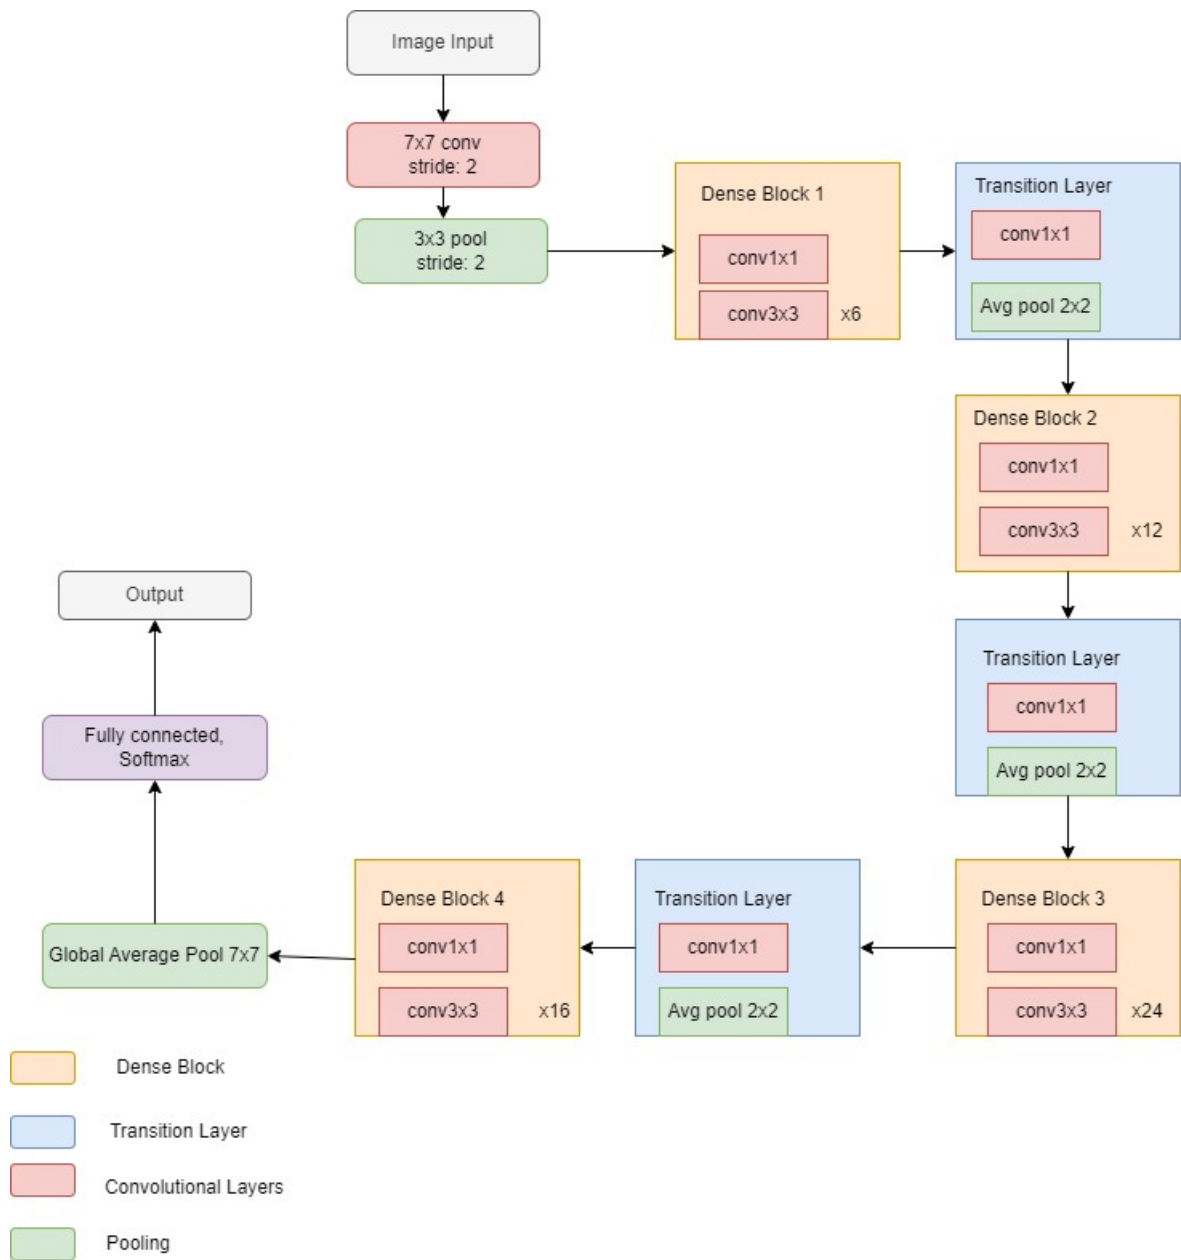 Image Input
7x7 conv
stride: 2
3x3 pool
stride: 2
Dense Block 1
conv1x1
conv3x3
x6
Transition Layer
conv1x1
Avg pool 2x2
Dense Block 2
conv1x1
conv3x3
x12
Transition Layer
conv1x1
Avg pool 2x2
Dense Block 3
conv1x1
conv3x3
x24
Transition Layer
conv1x1
Avg pool 2x2
Dense Block 4
conv1x1
conv3x3
x16
Global Average Pool 7x7
Fully connected,
Softmax
Output
Dense Block
Transition Layer
Convolutional Layers
Pooling